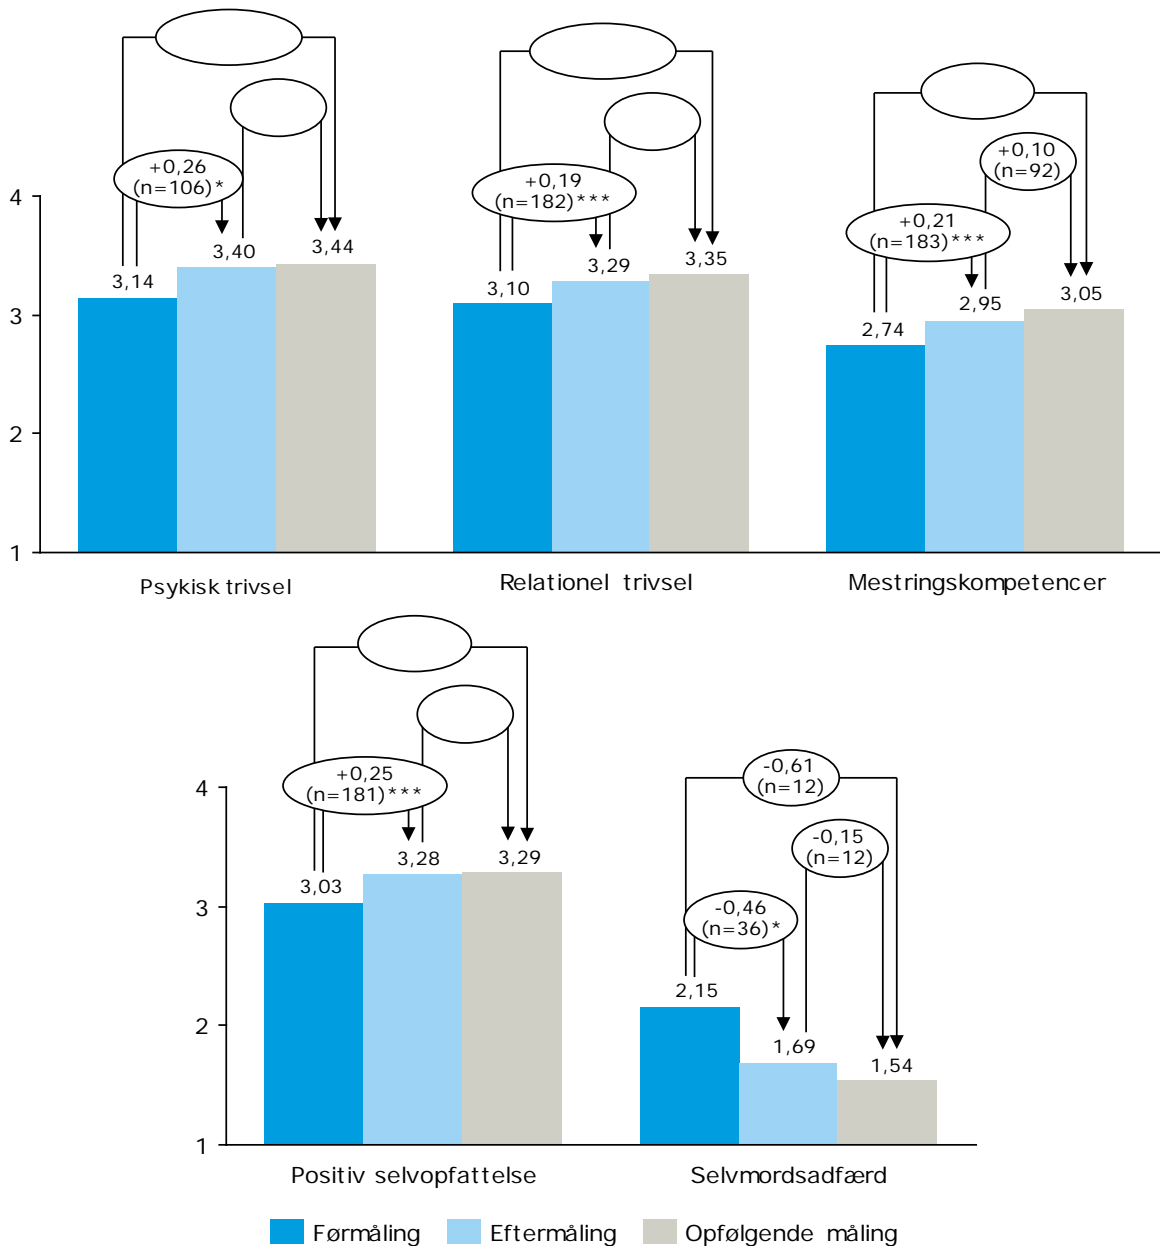 +0,26
(n=106)*
+0,19
(n=182)***
+0,10
(n=92)
+0,21
(n=183)***
4
3,14
3,40
3,44
3,10
3,29
3,35
2,74
2,95
3,05
3
2
1
Psykisk trivsel
Relationel trivsel
Mestringskompetencer
+0,25
(n=181)***
-0,61
(n=12)
-0,15
(n=12)
-0,46
(n=36)*
4
3,03
3,28
3,29
2,15
1,69
1,54
3
2
1
Positiv selvopfattelse
Selvmordsadfærd
Førmåling
Eftermåling
Opfølgende måling